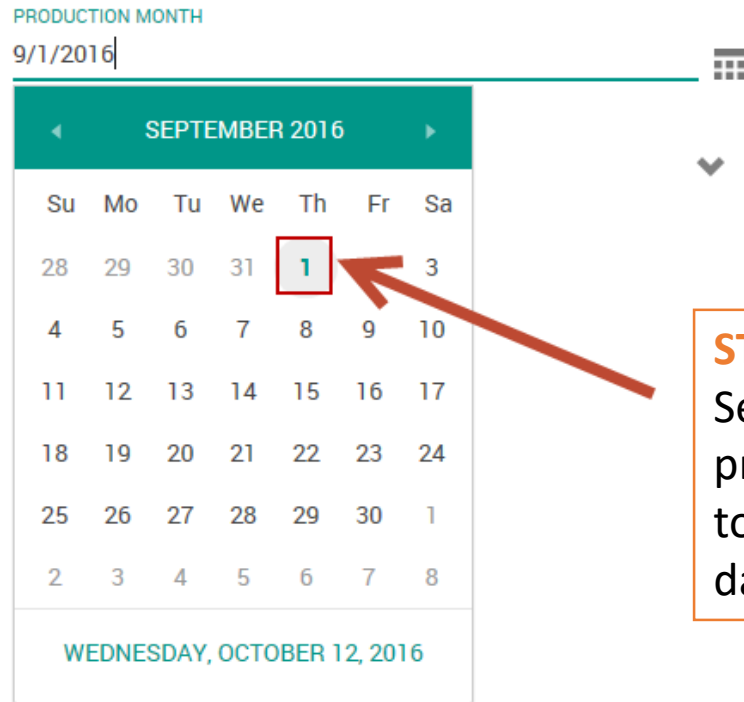 PRODUCTION MONTH
9/1/2016
SEPTEMBER 2016
Su Mo Tu We Th Fr Sa
28 29 30 31 1 3
4 5 6 7 8 9 10
11 12 13 14 15 16 17
18 19 20 21 22 23 24
25 26 27 28 29 30 1
2 3 4 5 6 7 8
WEDNESDAY, OCTOBER 12, 2016